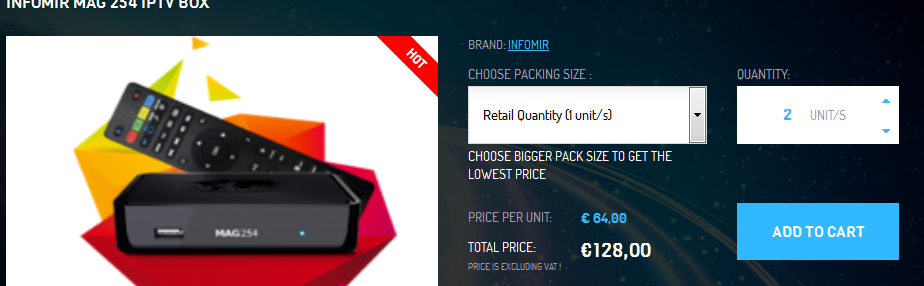 INFOMIR MAG 254 IPTV BOX
HOT
BRAND: INFOMIR
CHOOSE PACKING SIZE :
QUANTITY:
Retail Quantity (1 unit/s)
2 UNIT/S
CHOOSE BIGGER PACK SIZE TO GET THE
LOWEST PRICE
PRICE PER UNIT: € 64,00
ADD TO CART
TOTAL PRICE: €128,00
PRICE IS EXCLUDING VAT !
MAG254